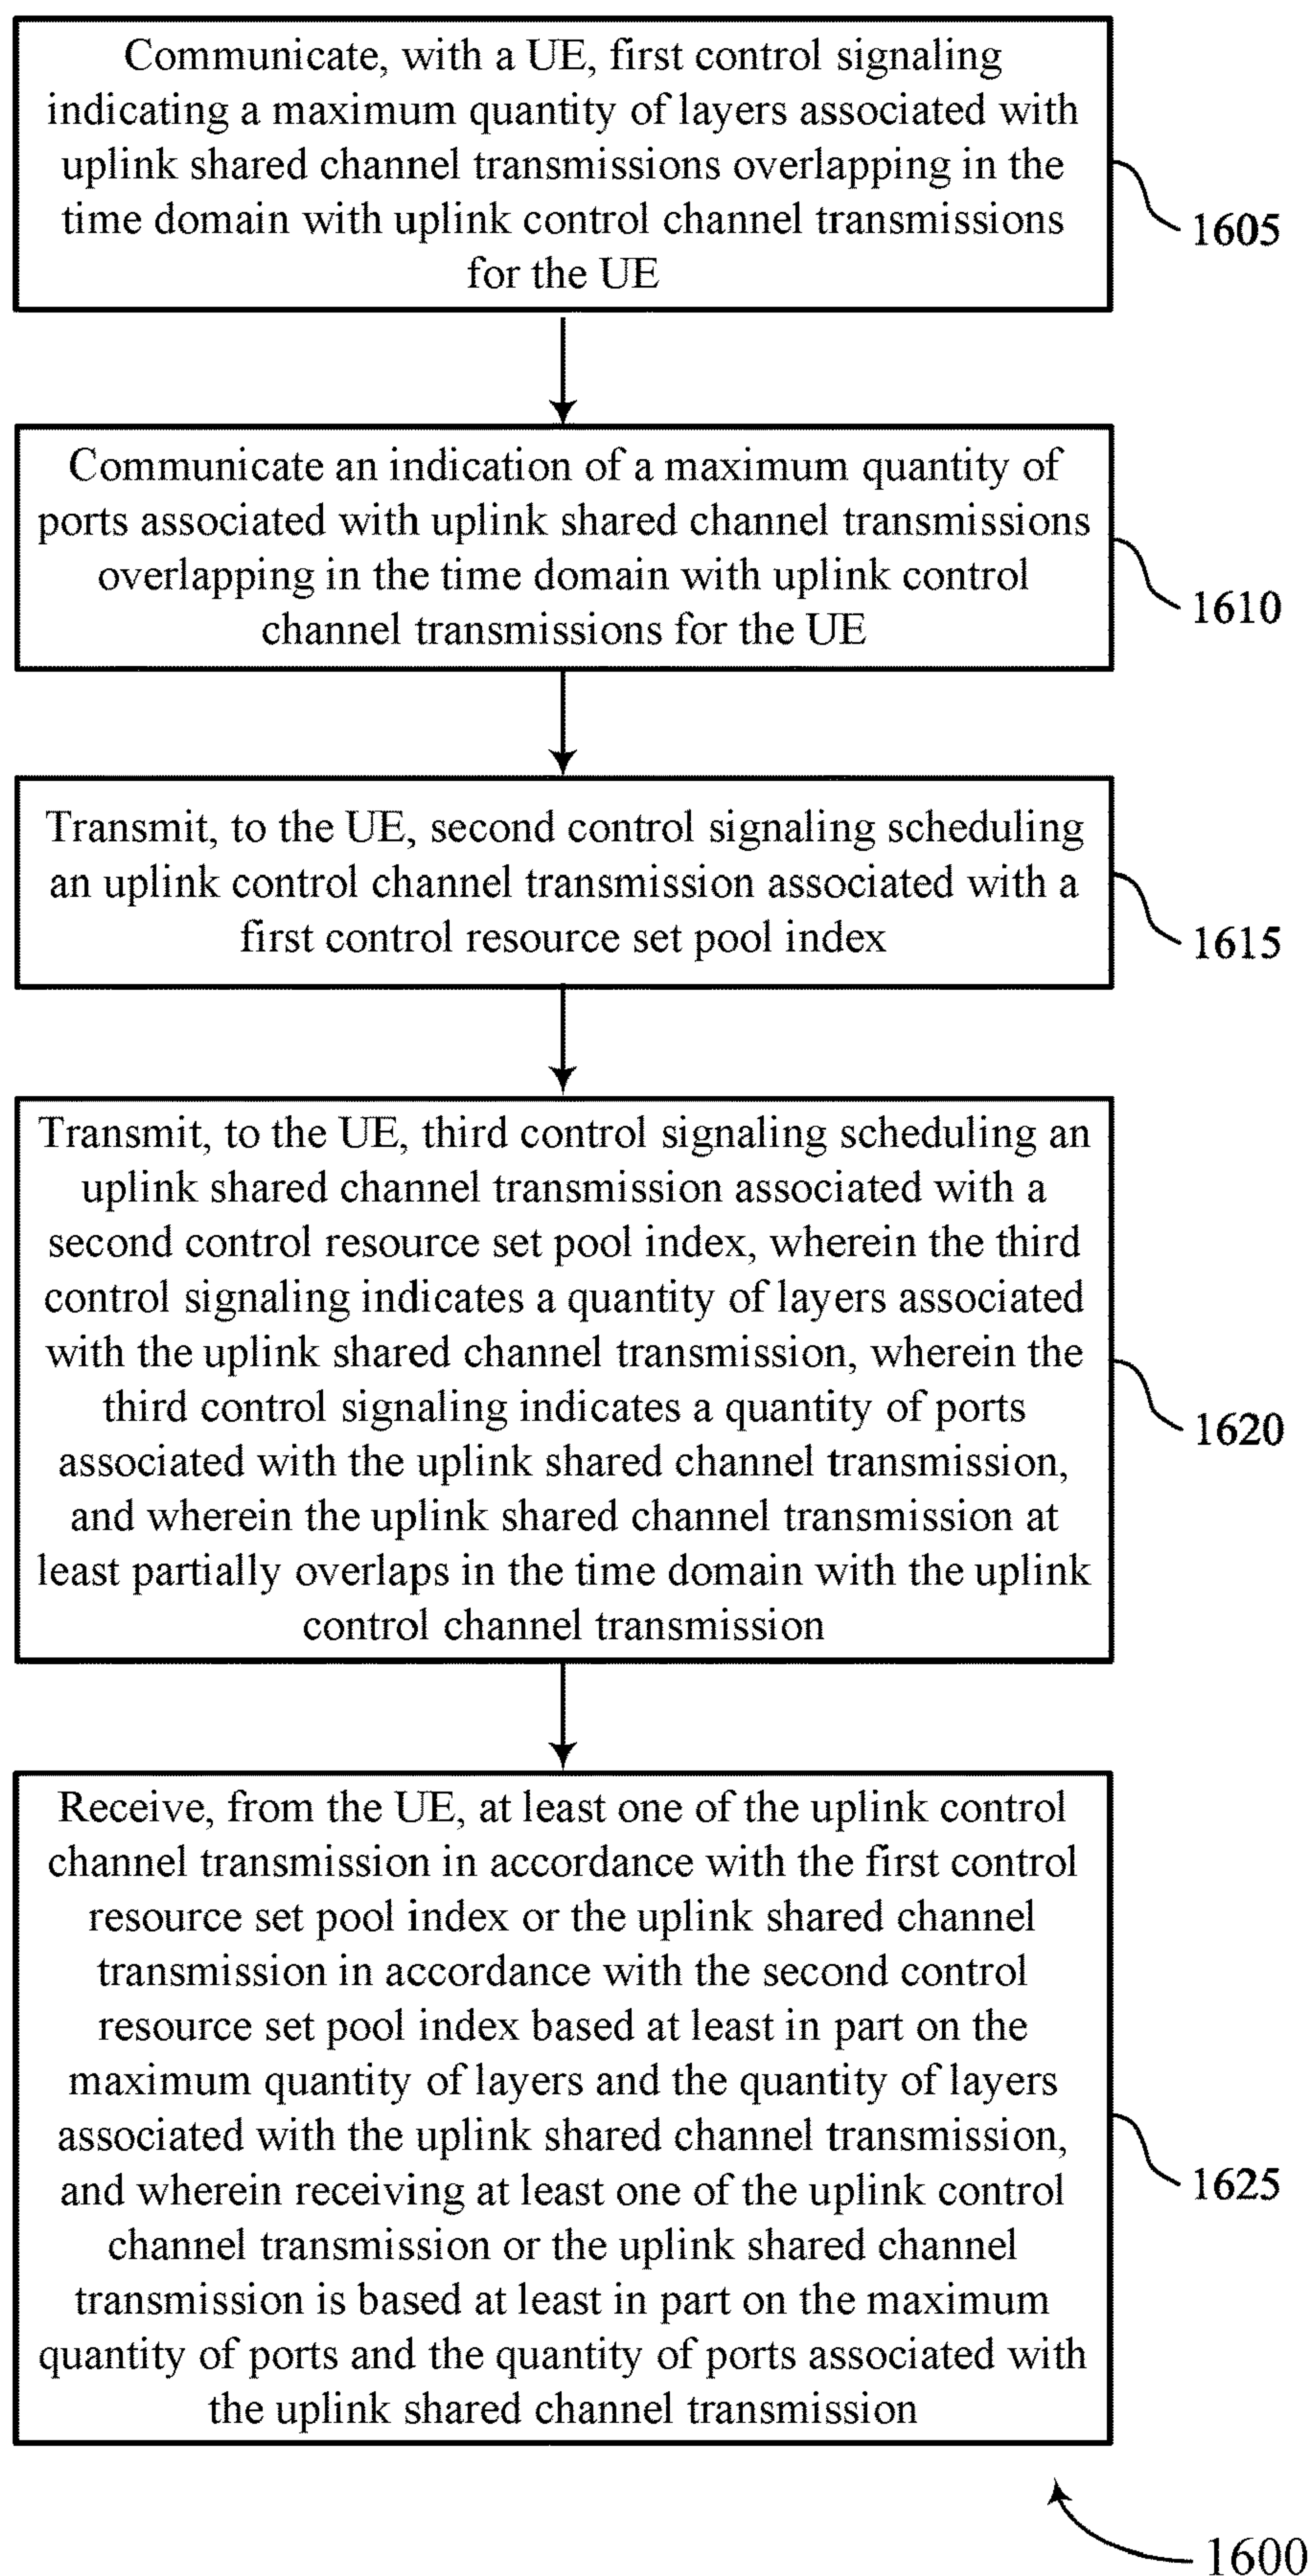 Communicate, with a UE, first control signaling
indicating a maximum quantity of layers associated with
uplink shared channel transmissions overlapping in the
time domain with uplink control channel transmissions
for the UE
1605
Communicate an indication of a maximum quantity of
ports associated with uplink shared channel transmissions
overlapping in the time domain with uplink control
channel transmissions for the UE
1610
Transmit, to the UE, second control signaling scheduling
an uplink control channel transmission associated with a
first control resource set pool index
1615
Transmit, to the UE, third control signaling scheduling an
uplink shared channel transmission associated with a
second control resource set pool index, wherein the third
control signaling indicates a quantity of layers associated
with the uplink shared channel transmission, wherein the
third control signaling indicates a quantity of ports
associated with the uplink shared channel transmission,
and wherein the uplink shared channel transmission at
least partially overlaps in the time domain with the uplink
control channel transmission
1620
Receive, from the UE, at least one of the uplink control
channel transmission in accordance with the first control
resource set pool index or the uplink shared channel
transmission in accordance with the second control
resource set pool index based at least in part on the
maximum quantity of layers and the quantity of layers
associated with the uplink shared channel transmission,
and wherein receiving at least one of the uplink control
channel transmission or the uplink shared channel
transmission is based at least in part on the maximum
quantity of ports and the quantity of ports associated with
the uplink shared channel transmission
1625
1600